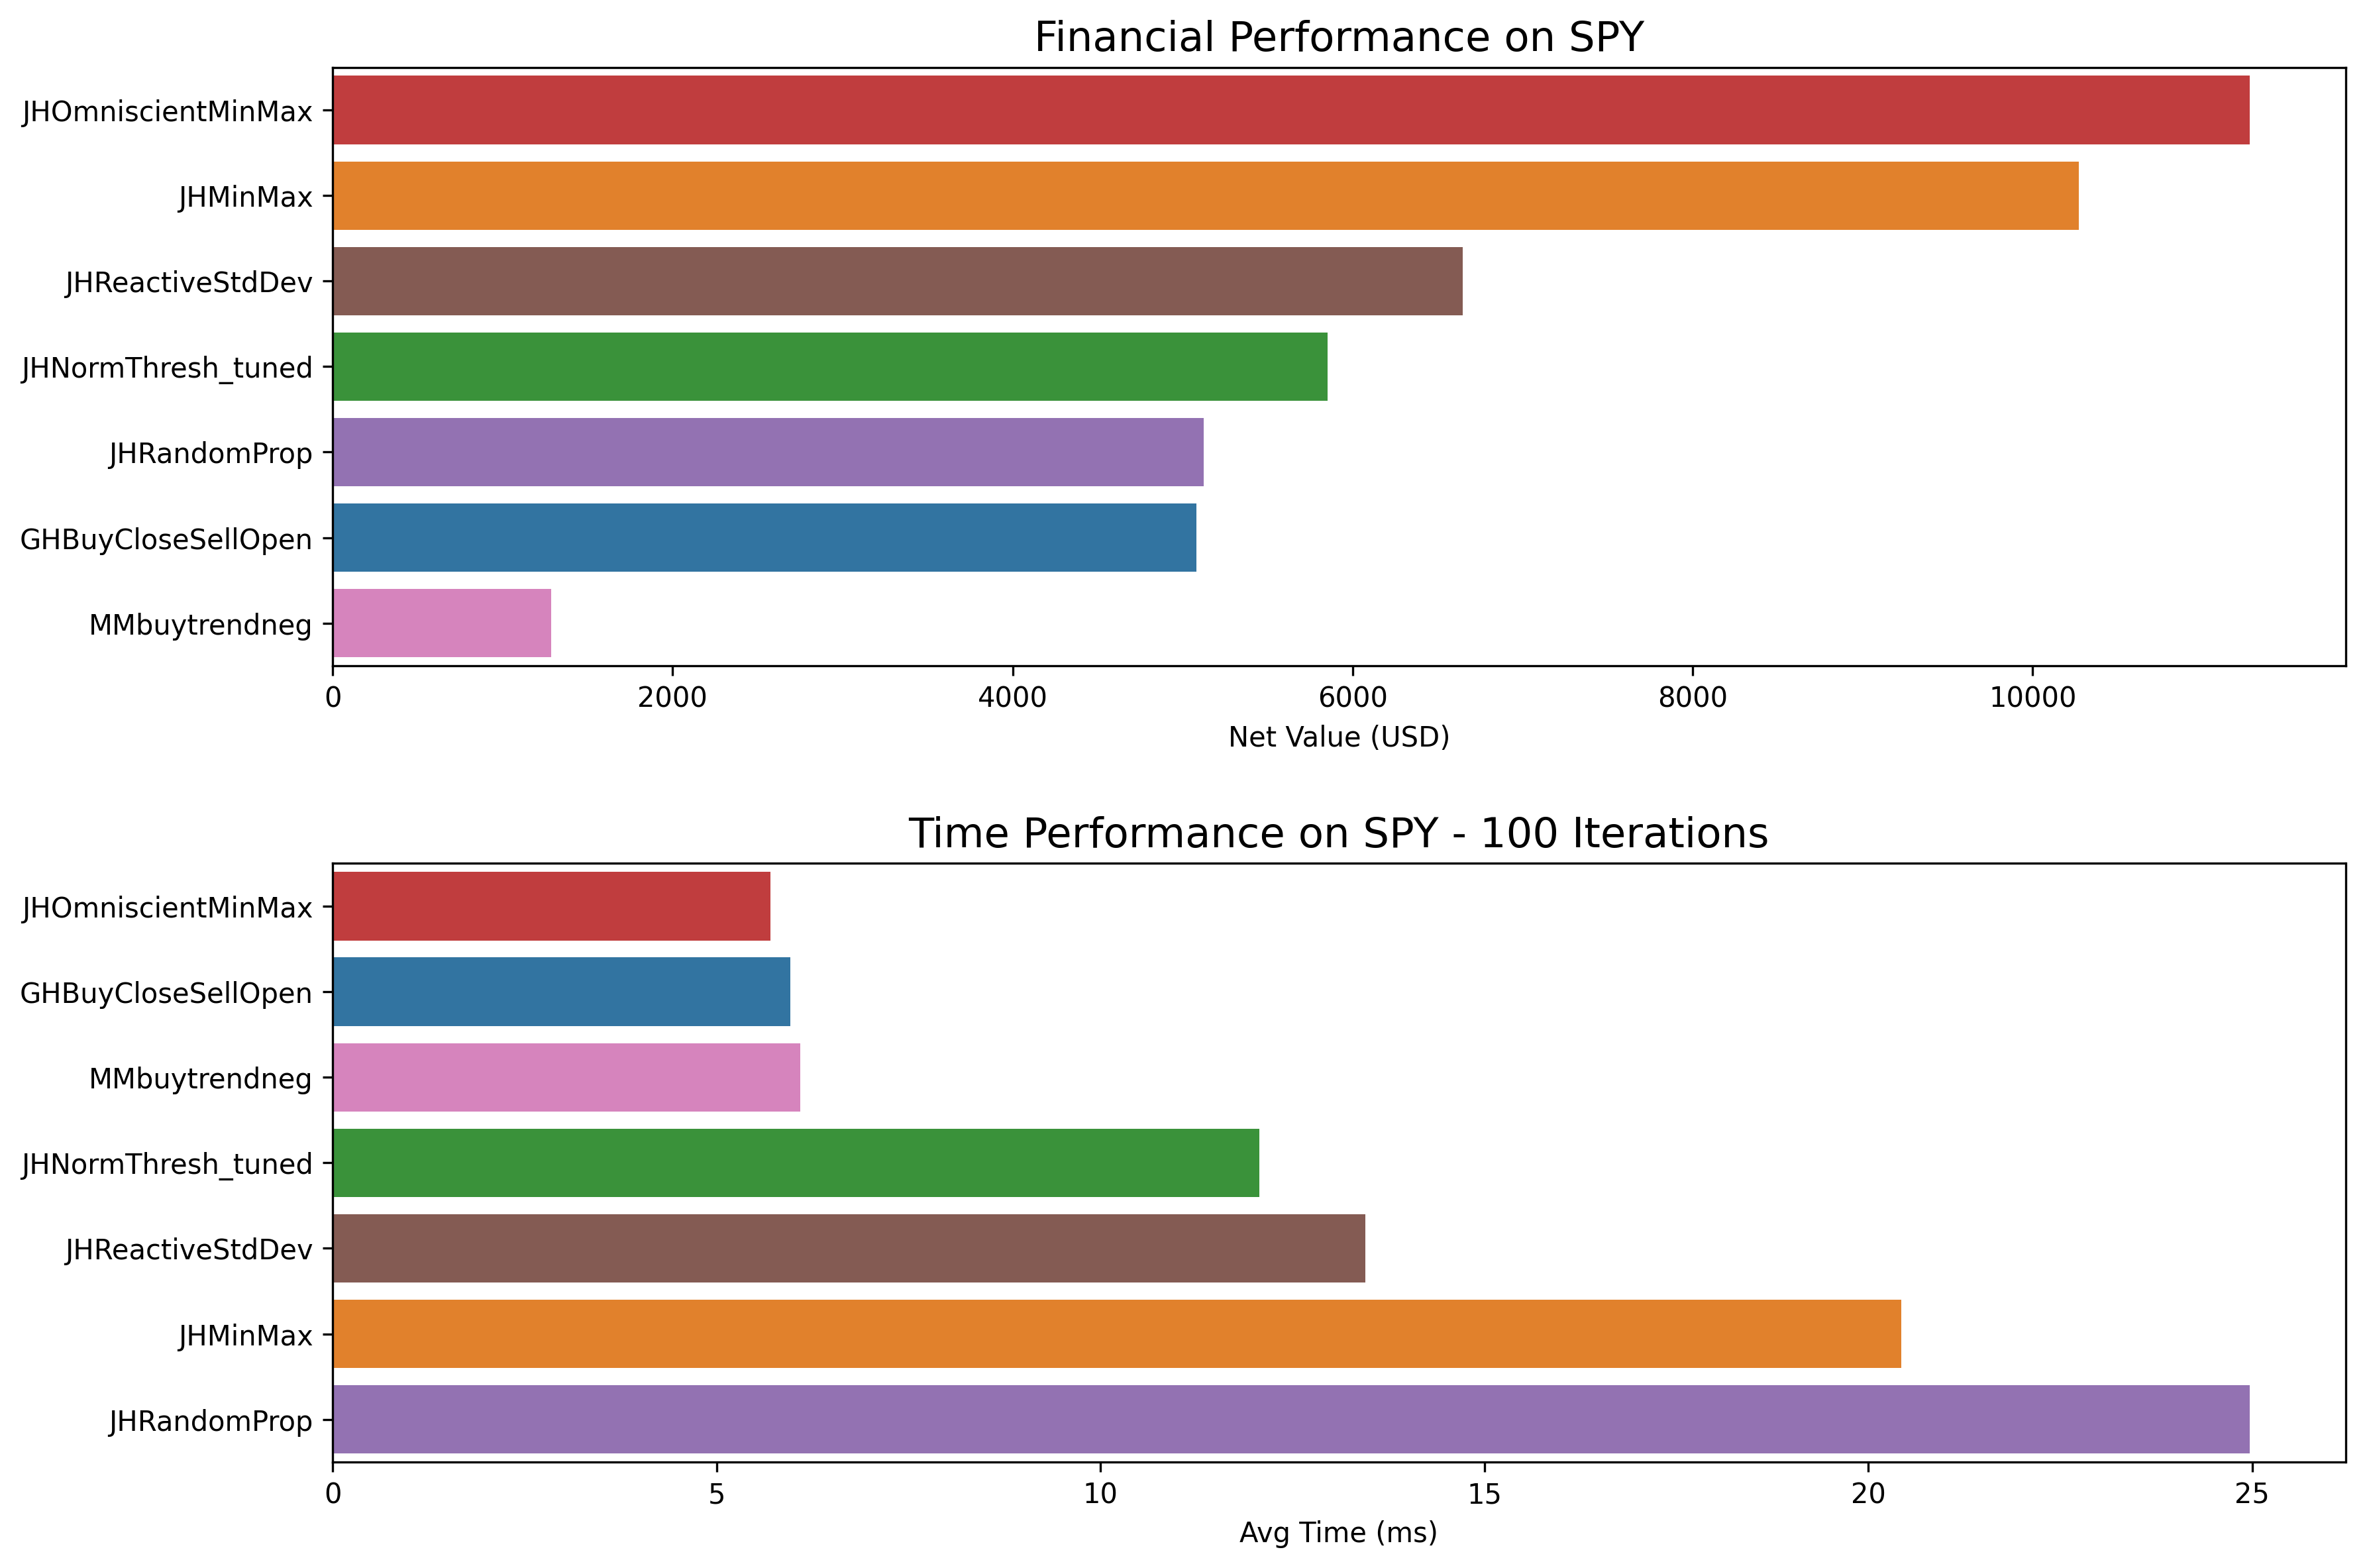 Financial Performance on SPY
JHOmniscientMinMax
JHMinMax
JHReactiveStdDev
JHNormThresh_tuned
JHRandomProp
GHBuyCloseSellOpen
MMbuytrendneg
0 2000 4000 6000 8000 10000
Net Value (USD)
Time Performance on SPY - 100 Iterations
JHOmniscientMinMax
GHBuyCloseSellOpen
MMbuytrendneg
JHNormThresh_tuned
JHReactiveStdDev
JHMinMax
JHRandomProp
0 5 10 15 20 25
Avg Time (ms)